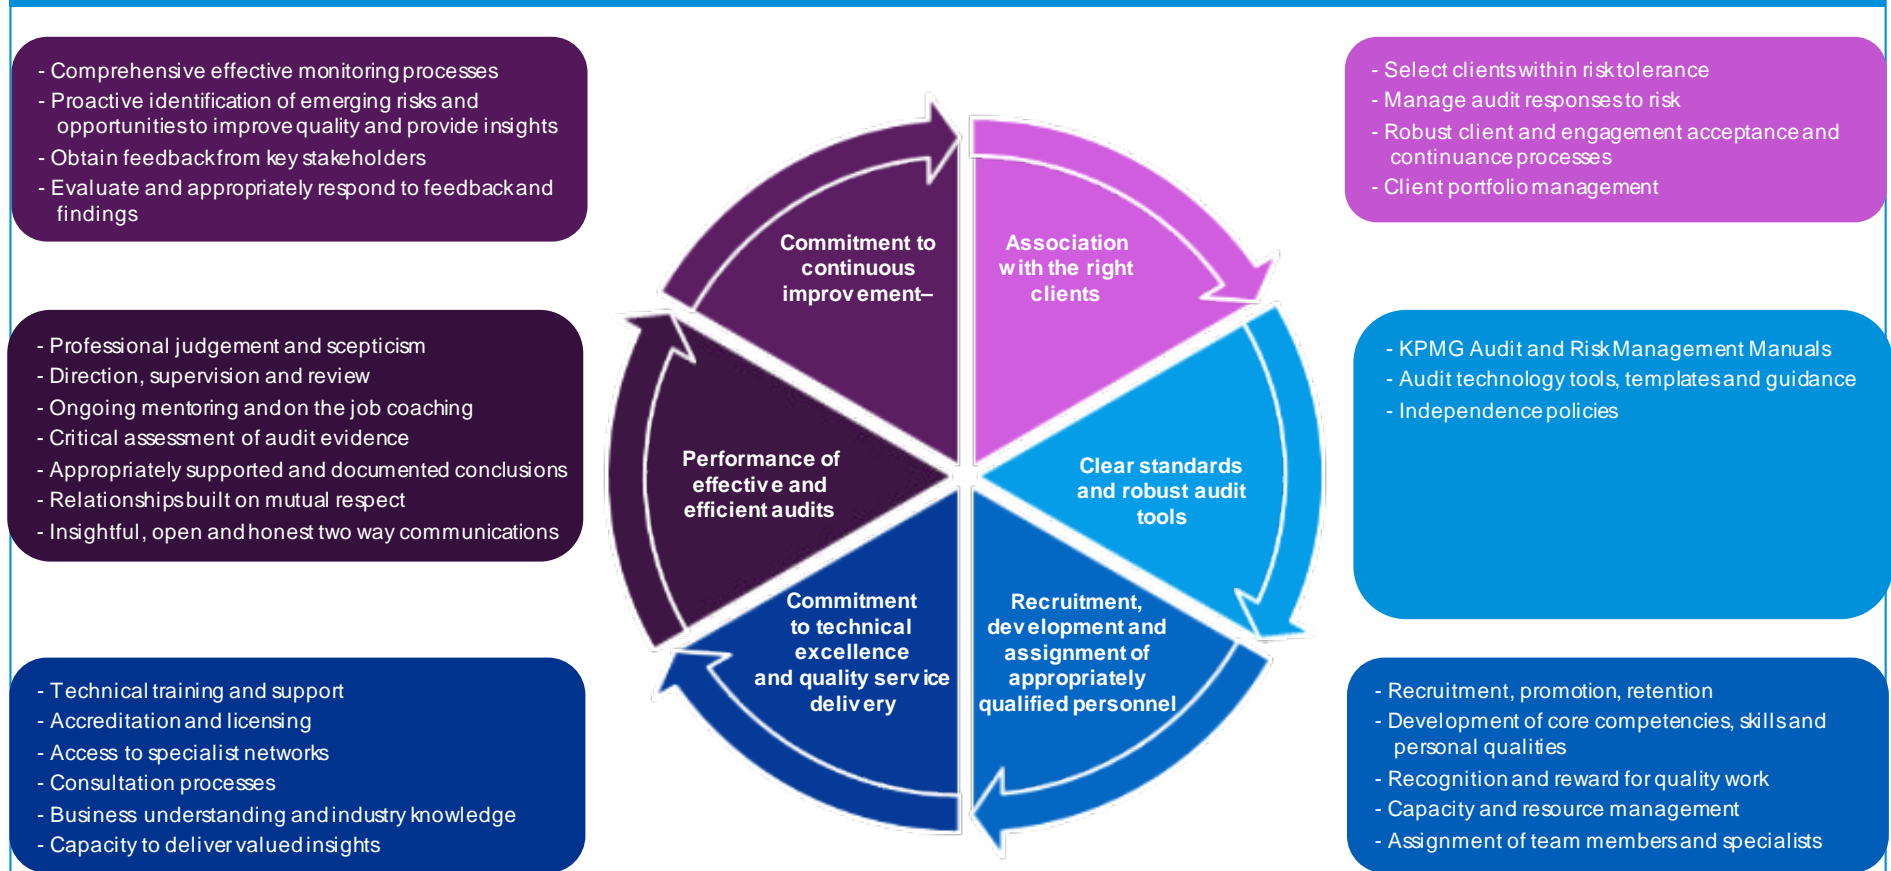 - Comprehensive effective monitoring processes
- Proactive identification of emerging risks and
opportunities to improve quality and provide insights
- Obtain feedback from key stakeholders
- Evaluate and appropriately respond to feedback and
findings
- Select clients within risk tolerance
- Manage audit responses to risk
- Robust client and engagement acceptance and
continuance processes
- Client portfolio management
Commitment to
continuous
improvement–
Association
with the right
clients
- Professional judgement and scepticism
- Direction, supervision and review
- Ongoing mentoring and on the job coaching
- Critical assessment of audit evidence
- Appropriately supported and documented conclusions
- Relationships built on mutual respect
- Insightful, open and honest two way communications
Performance of
effective and
efficient audits
Clear standards
and robust audit
tools
- KPMG Audit and Risk Management Manuals
- Audit technology tools, templates and guidance
- Independence policies
Commitment
to technical
excellence
and quality service
delivery
Recruitment,
development and
assignment of
appropriately
qualified personnel
- Technical training and support
- Accreditation and licensing
- Access to specialist networks
- Consultation processes
- Business understanding and industry knowledge
- Capacity to deliver valued insights
- Recruitment, promotion, retention
- Development of core competencies, skills and
personal qualities
- Recognition and reward for quality work
- Capacity and resource management
- Assignment of team members and specialists